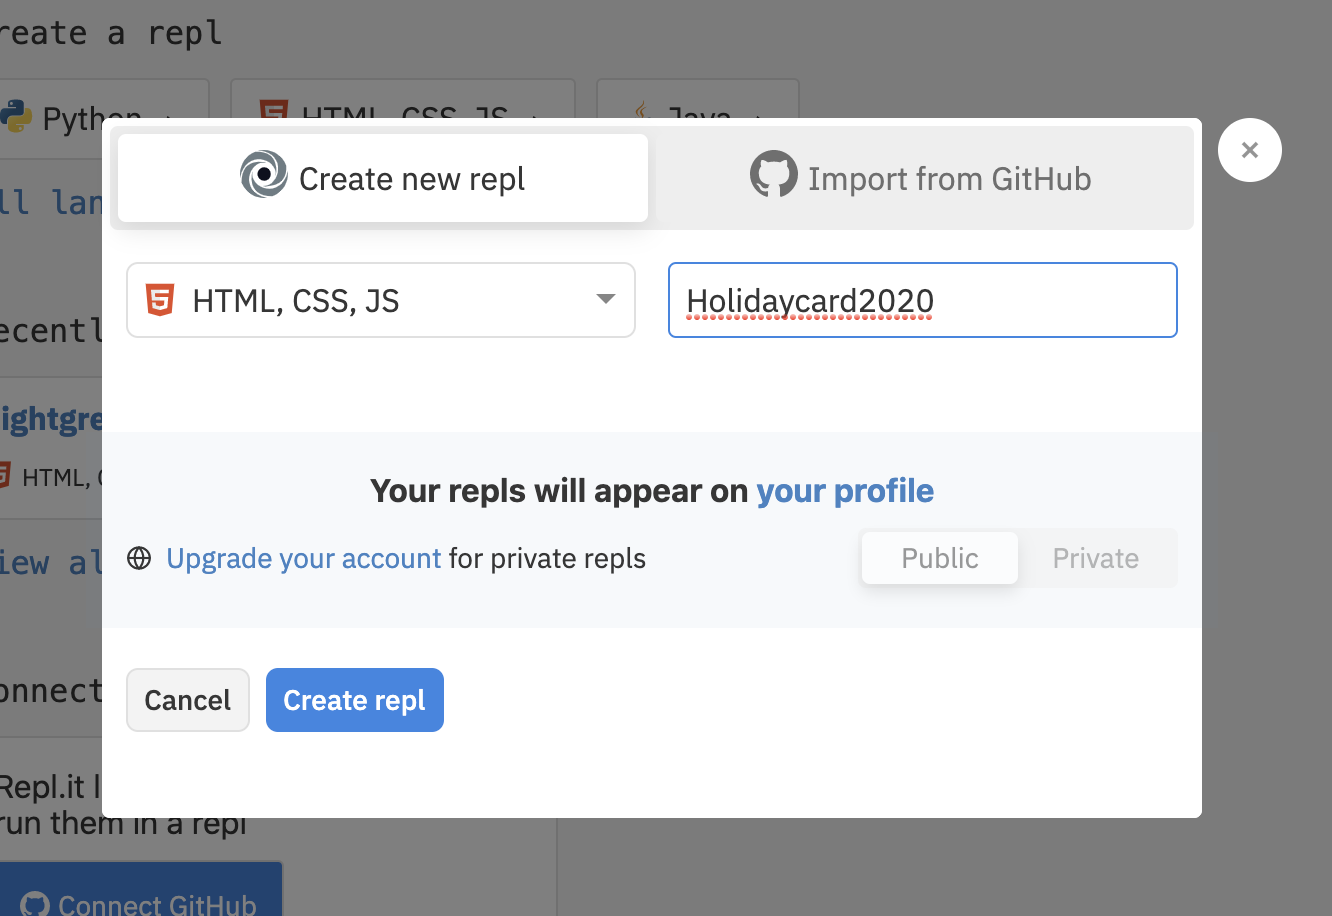 reate a repl
Python
HTML, CSS, JS
Java
Create new repl
Import from GitHub
ll lan
HTML, CSS, JS
Holidaycard2020
ecentl
ightgre
HTML, C
Your repls will appear on your profile
Upgrade your account for private repls
Public
Private
iew al
Cancel
Create repl
onnect
Repl.it l
run them in a repl
Connect GitHub